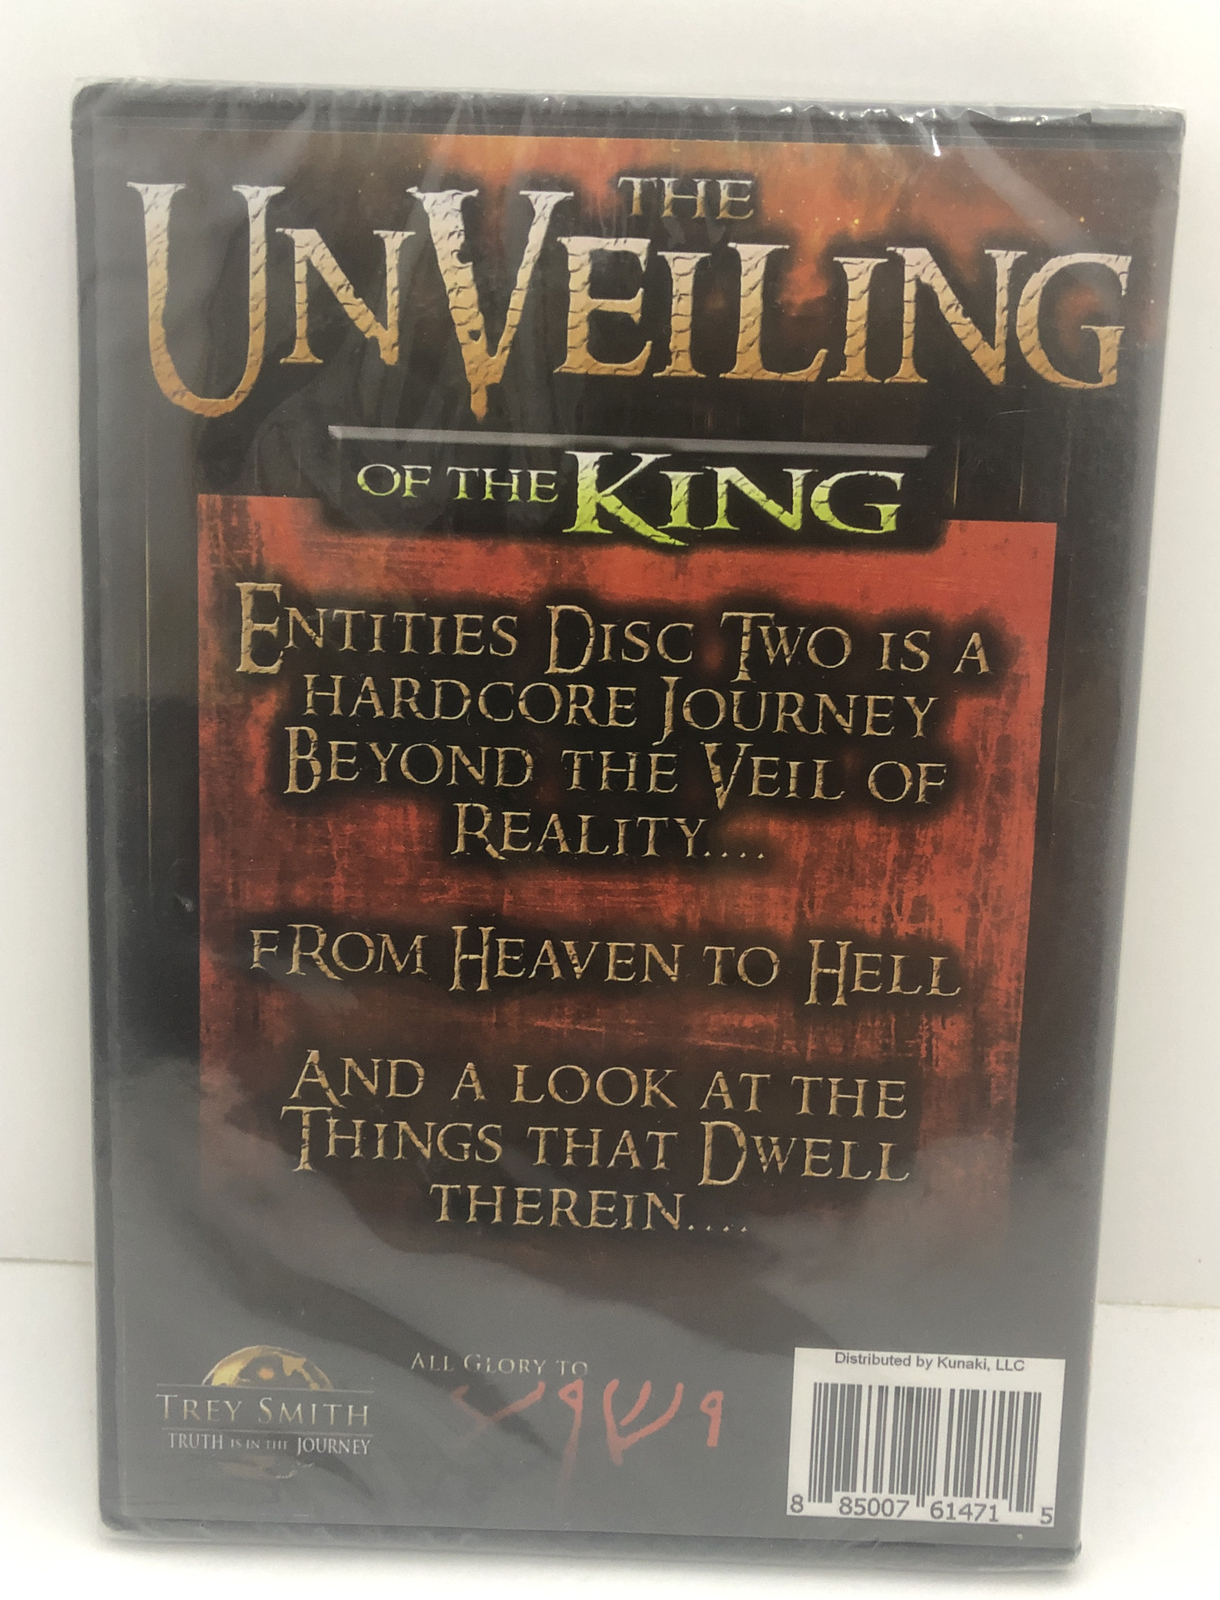 THE
UNVEILING
OF THE KING
ENTITIES DISC TWO IS A
HARDCORE JOURNEY
BEYOND THE VEIL OF
REALITY....
FROM HEAVEN TO HELL
AND A LOOK AT THE
THINGS THAT DWELL
THEREIN....
TREY SMITH
TRUTH IS IN THE JOURNEY
ALL GLORY TO
Distributed by Kunaki, LLC
8 85007 61471 5